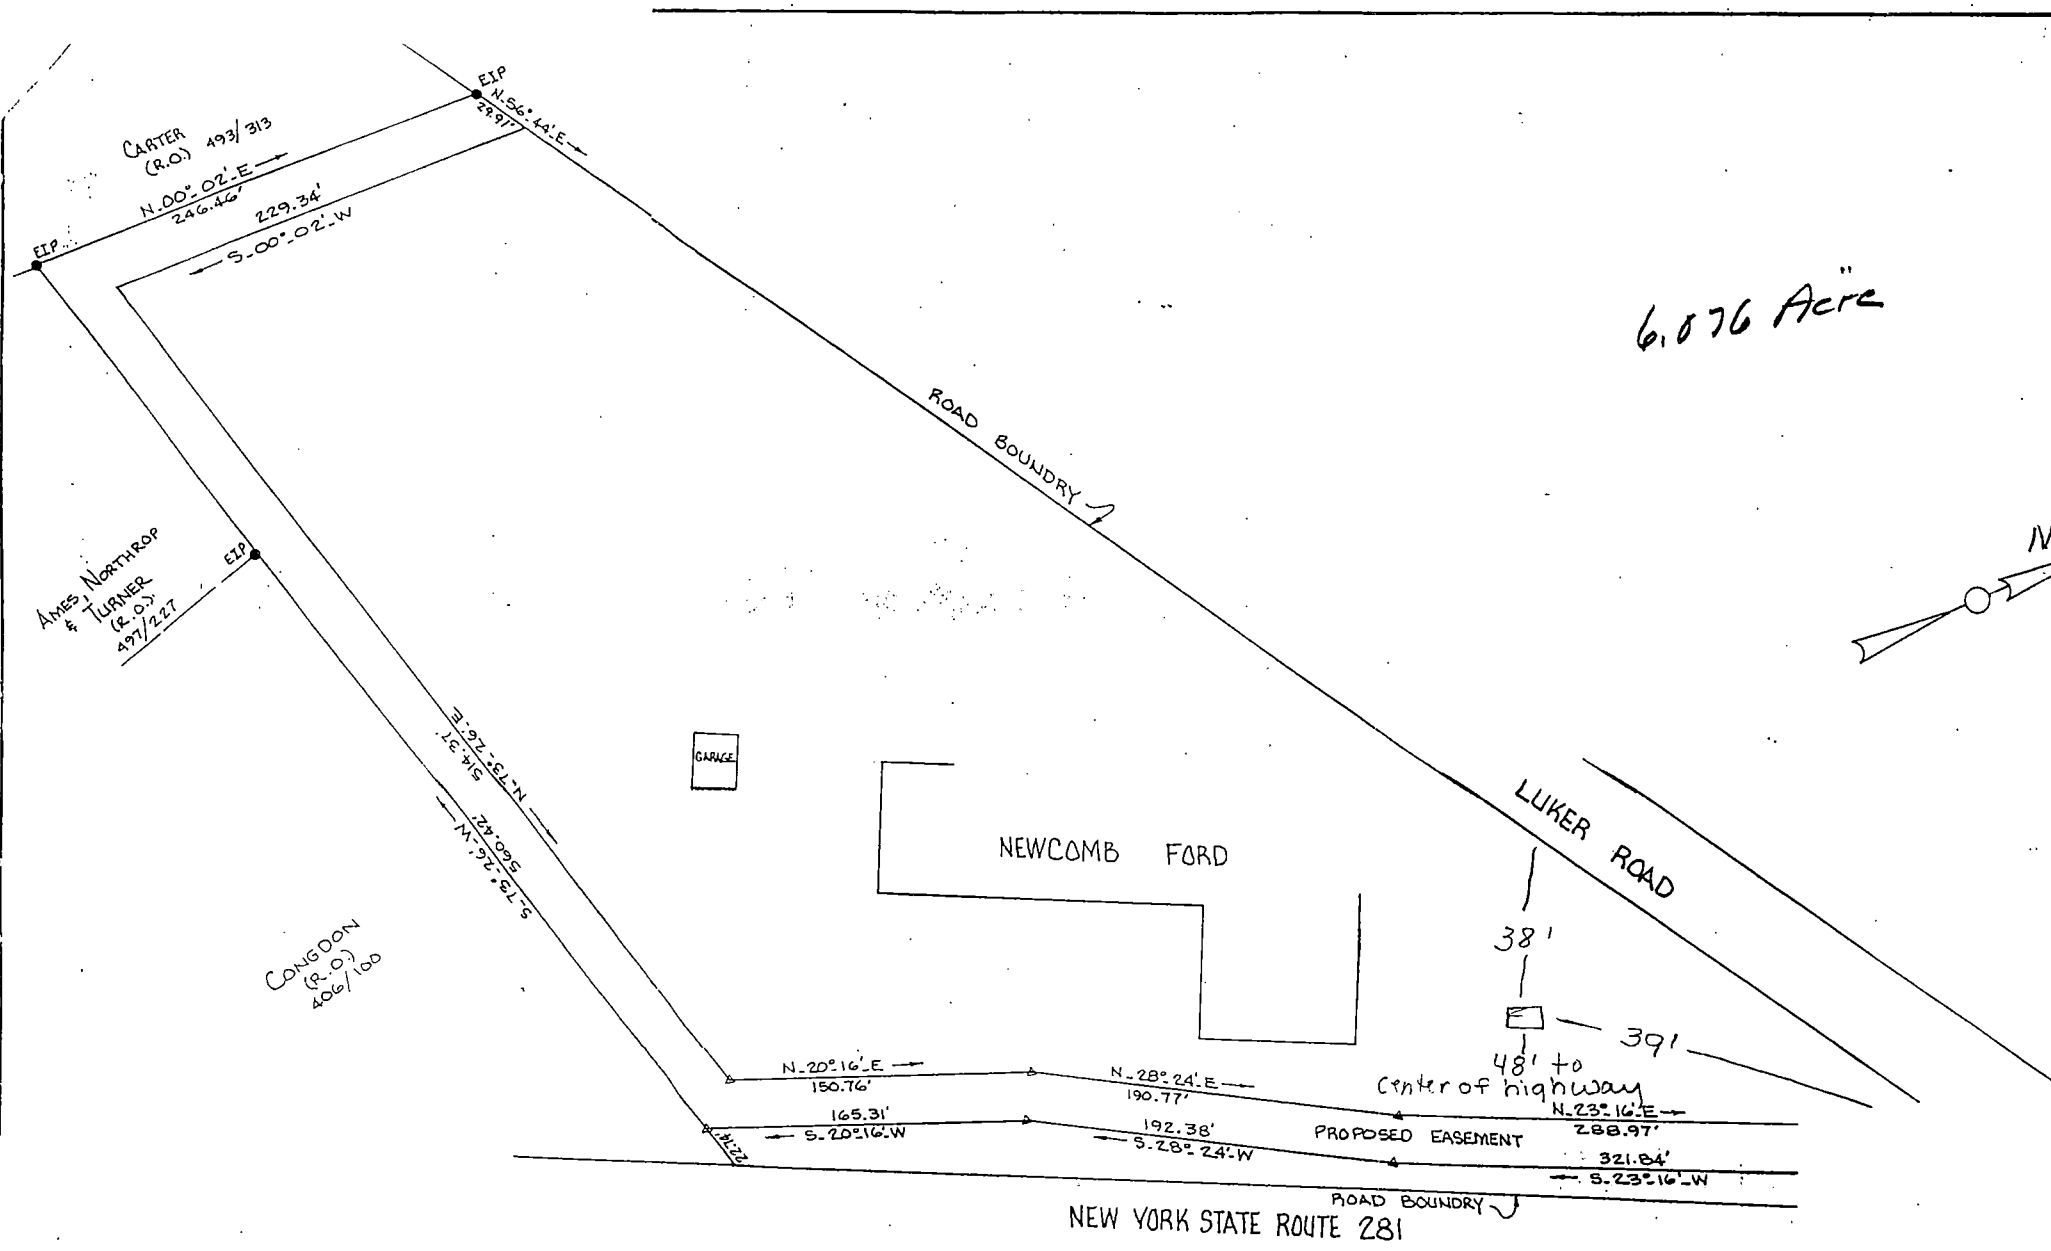 EIP
N-56°-44'-E
29.91'
CARTER
(R.O.) 493/313
N-00°-02'-E
246.46'
229.34'
S-00°-02'-W
EIP
6.076 Acre
ROAD BOUNDRY
N
AMES, NORTHROP
& TURNER
(R.O.)
497/227
EIP
N-73°-26'-E
514.37'
560.42'
S-73°-26'-W
GARAGE
NEWCOMB FORD
LUKER ROAD
38'
39'
48' to
center of highway
CONGDON
(R.O.)
406/100
N-20°16'-E
150.76'
N-28°-24'-E
190.77'
N-23°16'-E
288.97'
165.31'
S-20°16'-W
192.38'
S-28°-24'-W
PROPOSED EASEMENT
321.84'
S-23°16'-W
22.74'
ROAD BOUNDRY
NEW YORK STATE ROUTE 281